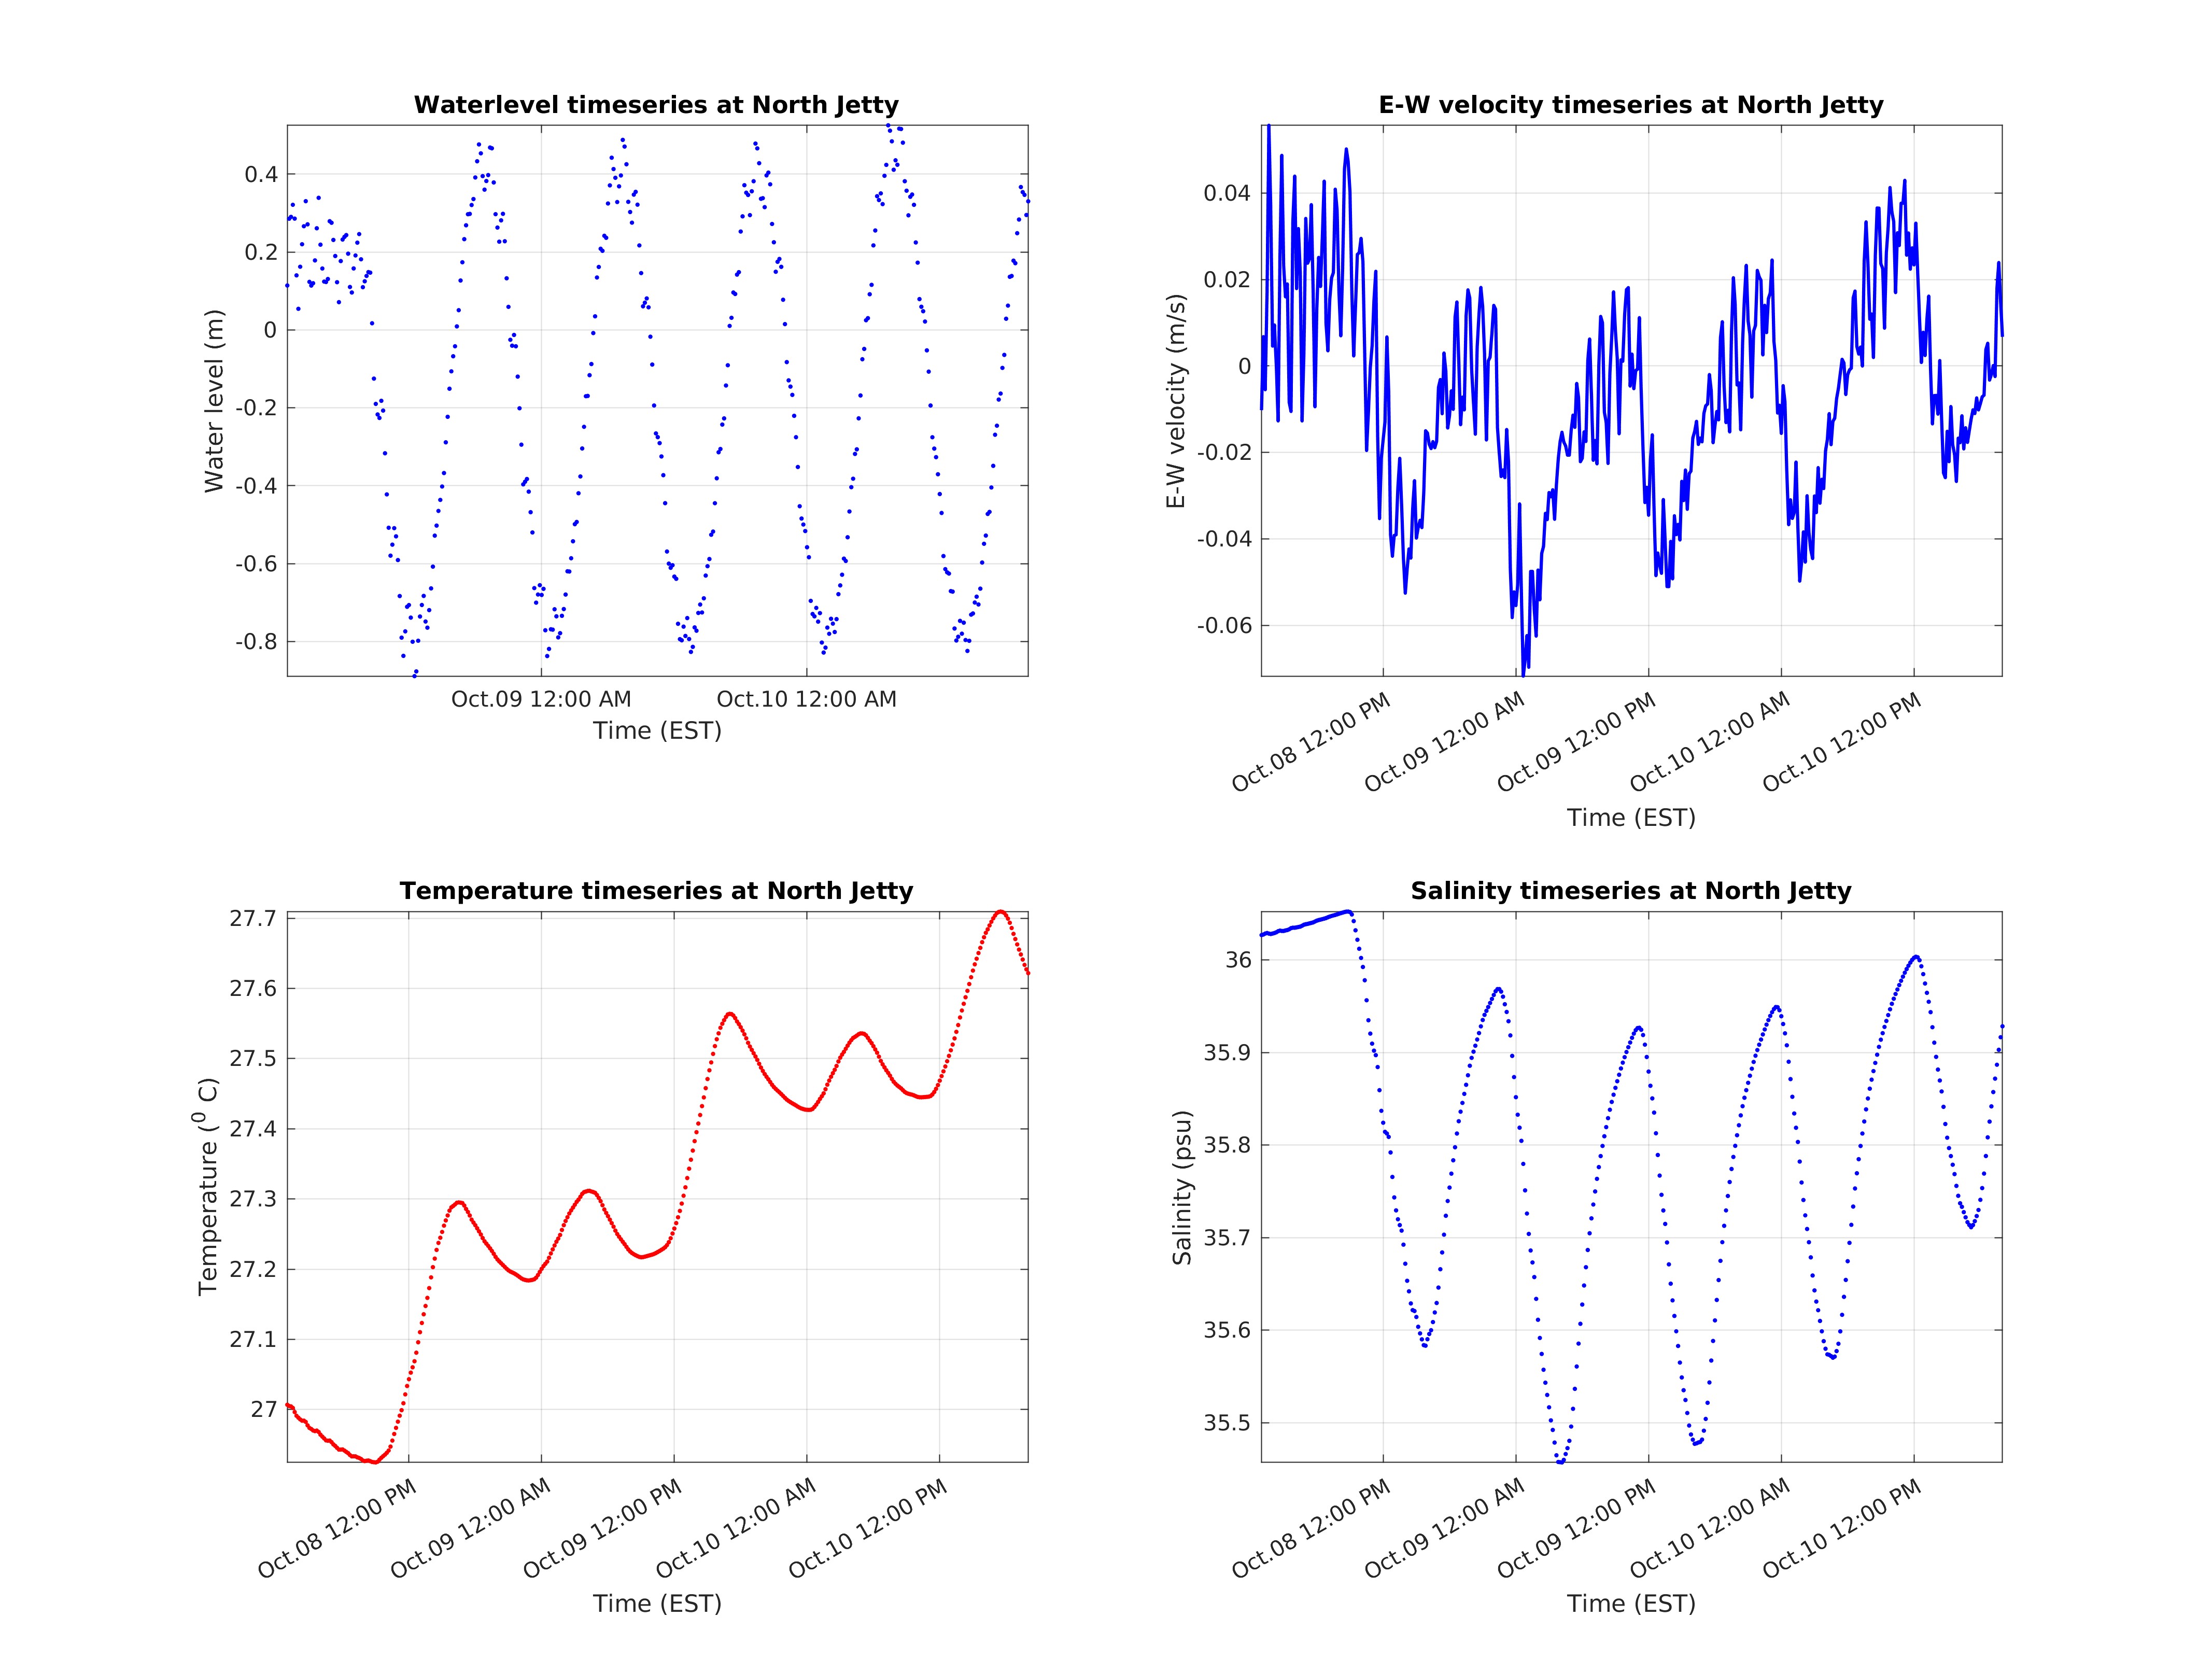 Waterlevel timeseries at North Jetty
0.4
0.2
0
-0.2
-0.4
-0.6
-0.8
Water level (m)
Oct.09 12:00 AM
Oct.10 12:00 AM
Time (EST)
E-W velocity timeseries at North Jetty
0.04
0.02
0
-0.02
-0.04
-0.06
E-W velocity (m/s)
Oct.08 12:00 PM
Oct.09 12:00 AM
Oct.09 12:00 PM
Oct.10 12:00 AM
Oct.10 12:00 PM
Time (EST)
Temperature timeseries at North Jetty
27.7
27.6
27.5
27.4
27.3
27.2
27.1
27
Temperature (⁰ C)
Oct.08 12:00 PM
Oct.09 12:00 AM
Oct.09 12:00 PM
Oct.10 12:00 AM
Oct.10 12:00 PM
Time (EST)
Salinity timeseries at North Jetty
36
35.9
35.8
35.7
35.6
35.5
Salinity (psu)
Oct.08 12:00 PM
Oct.09 12:00 AM
Oct.09 12:00 PM
Oct.10 12:00 AM
Oct.10 12:00 PM
Time (EST)